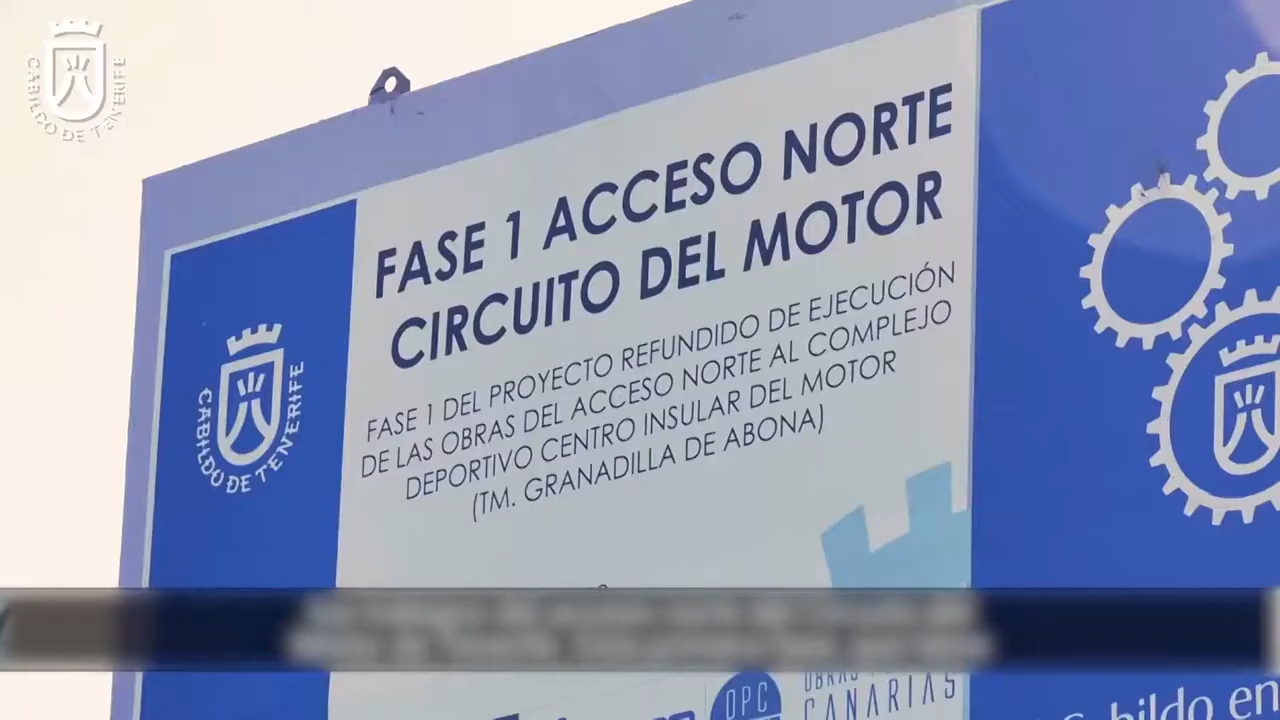 CABILDO DE TENERIFE
FASE 1 ACCESO NORTE
CIRCUITO DEL MOTOR
FASE 1 DEL PROYECTO REFUNDIDO DE EJECUCIÓN
DE LAS OBRAS DEL ACCESO NORTE AL COMPLEJO
DEPORTIVO CENTRO INSULAR DEL MOTOR
(TM. GRANADILLA DE ABONA)
CABILDO DE TENERIFE
OPC
OBRAS
CANARIAS
Cabildo en